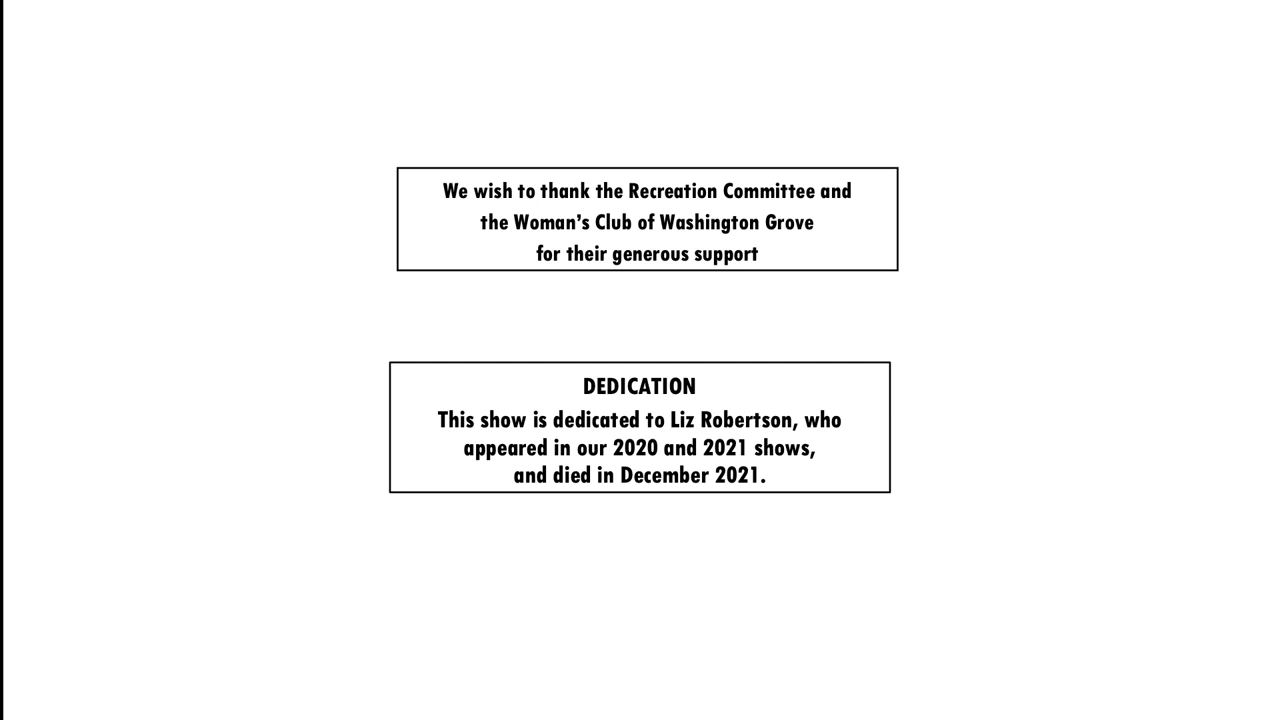 We wish to thank the Recreation Committee and
the Woman’s Club of Washington Grove
for their generous support
DEDICATION
This show is dedicated to Liz Robertson, who
appeared in our 2020 and 2021 shows,
and died in December 2021.